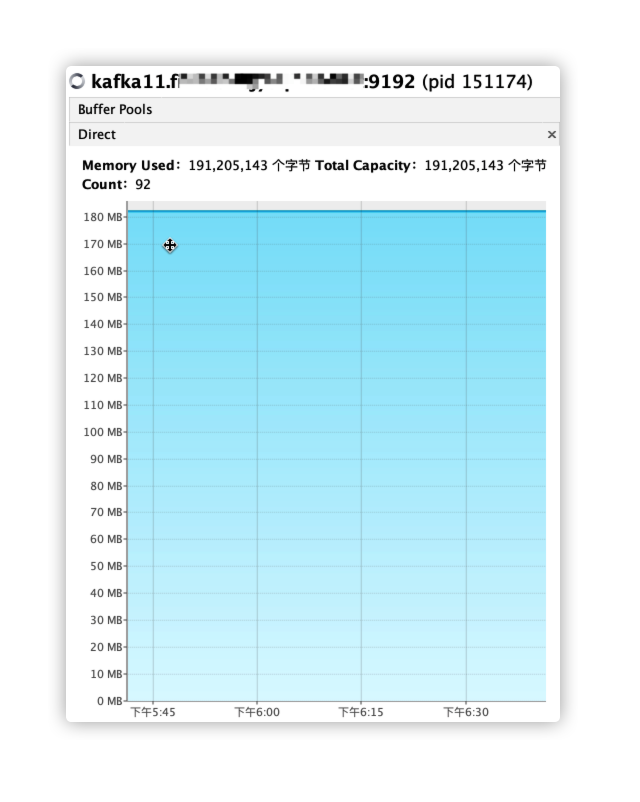 kafka11.f :9192 (pid 151174)
Buffer Pools
Direct ×
Memory Used： 191,205,143 个字节 Total Capacity： 191,205,143 个字节
Count： 92
180 MB
170 MB
160 MB
150 MB
140 MB
130 MB
120 MB
110 MB
100 MB
90 MB
80 MB
70 MB
60 MB
50 MB
40 MB
30 MB
20 MB
10 MB
0 MB
下午5:45 下午6:00 下午6:15 下午6:30